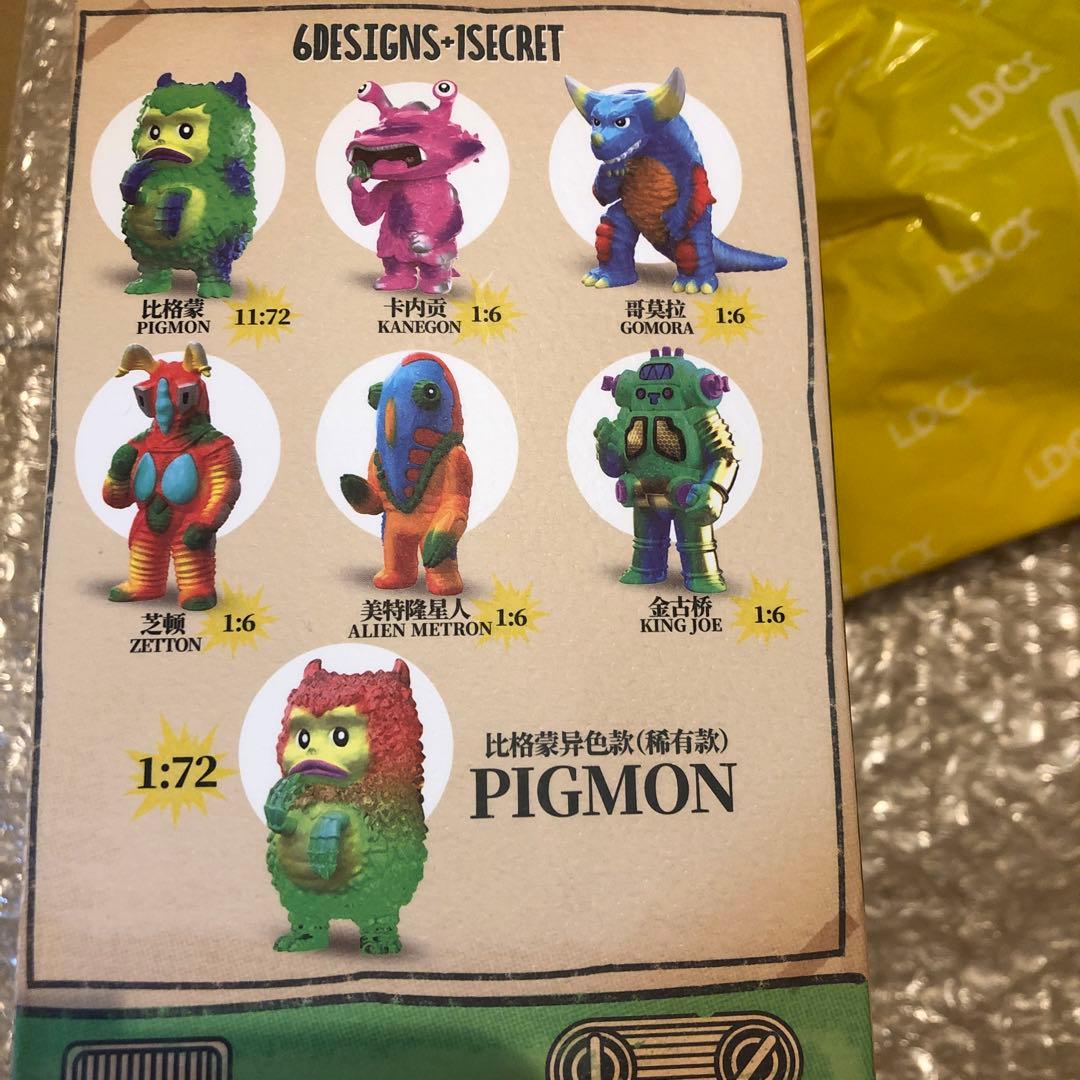 6DESIGNS+1SECRET
比格蒙
PIGMON
11:72
卡内贡
KANEGON
1:6
哥莫拉
GOMORA
1:6
芝顿
ZETTON
1:6
美特隆星人
ALIEN METRON
1:6
金古桥
KING JOE
1:6
1:72
比格蒙异色款(稀有款)
PIGMON
LDCX
LDCX
LDCX